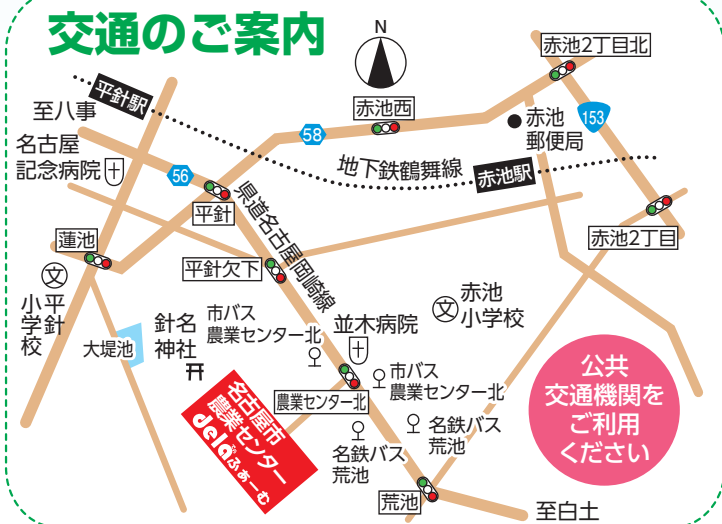 交通のご案内
N
赤池2丁目北
平針駅
至八事
赤池西
赤池
郵便局
153
58
名古屋
記念病院
地下鉄鶴舞線
赤池駅
56
県道名古屋岡崎線
平針
蓮池
赤池2丁目
平針欠下
文
平針
小学校
大堤池
針名
神社
市バス
農業センター北
並木病院
文
赤池
小学校
市バス
農業センター北
農業センター北
名古屋市
農業センター
delaふぁーむ
名鉄バス
荒池
名鉄バス
荒池
荒池
至白土
公共
交通機関を
ご利用
ください